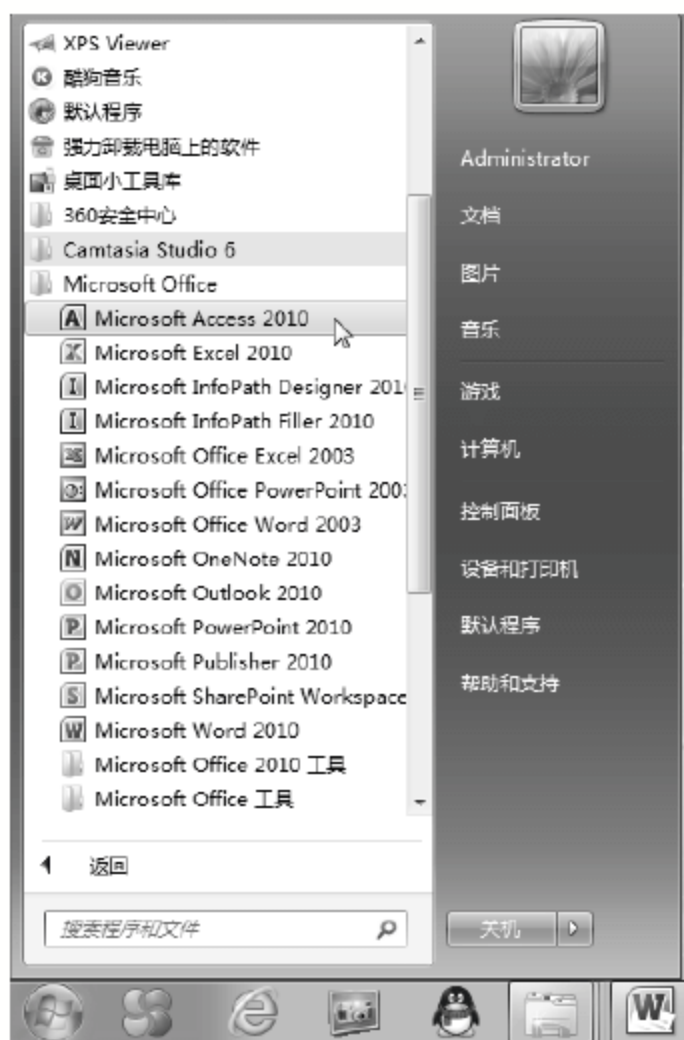 XPS Viewer
酷狗音乐
默认程序
强力卸载电脑上的软件
桌面小工具库
360安全中心
Camtasia Studio 6
Microsoft Office
Microsoft Access 2010
Microsoft Excel 2010
Microsoft InfoPath Designer 201
Microsoft InfoPath Filler 2010
Microsoft Office Excel 2003
Microsoft Office PowerPoint 200
Microsoft Office Word 2003
Microsoft OneNote 2010
Microsoft Outlook 2010
Microsoft PowerPoint 2010
Microsoft Publisher 2010
Microsoft SharePoint Workspace
Microsoft Word 2010
Microsoft Office 2010 工具
Microsoft Office 工具
返回
搜索程序和文件
Administrator
文档
图片
音乐
游戏
计算机
控制面板
设备和打印机
默认程序
帮助和支持
关机